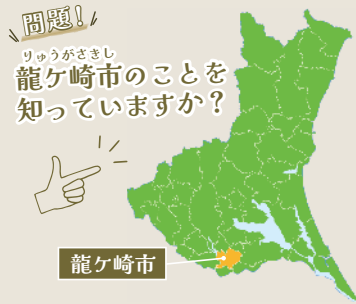 問題！
りゅうがさきし
龍ケ崎市のことを
知っていますか？
龍ケ崎市